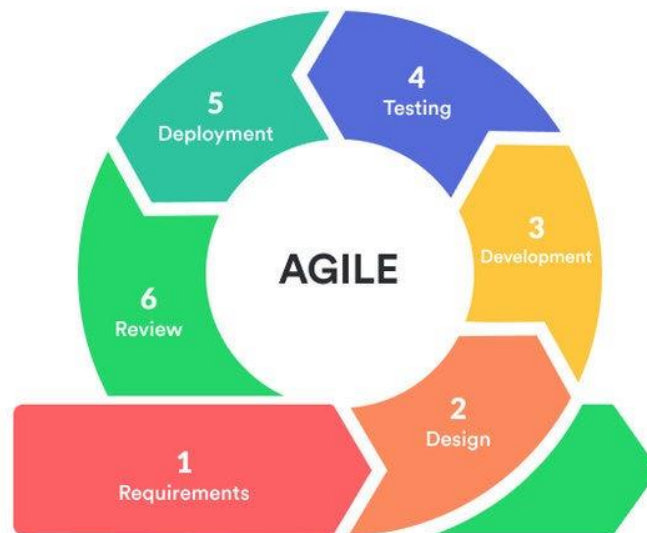 AGILE
1
Requirements
2
Design
3
Development
4
Testing
5
Deployment
6
Review